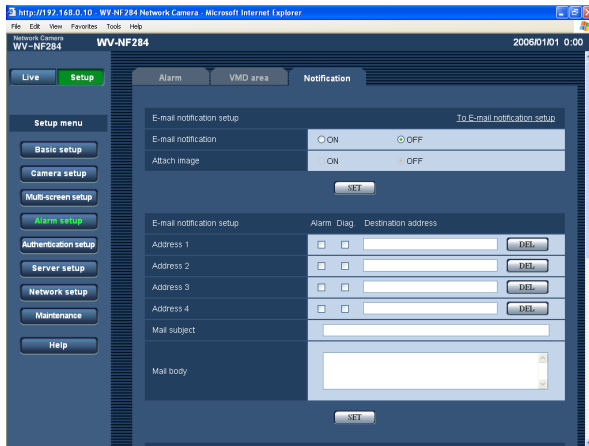 http://192.168.0.10 - WV-NF284 Network Camera - Microsoft Internet Explorer
File Edit View Favorites Tools Help
Network Camera
WV-NF284
WV-NF284
2006/01/01 0:00
Live Setup
Alarm VMD area Notification
Setup menu
Basic setup
Camera setup
Multi-screen setup
Alarm setup
Authentication setup
Server setup
Network setup
Maintenance
Help
E-mail notification setup To E-mail notification setup
E-mail notification ON OFF
Attach image ON OFF
SET
E-mail notification setup Alarm Diag. Destination address
Address 1 DEL
Address 2 DEL
Address 3 DEL
Address 4 DEL
Mail subject
Mail body
SET